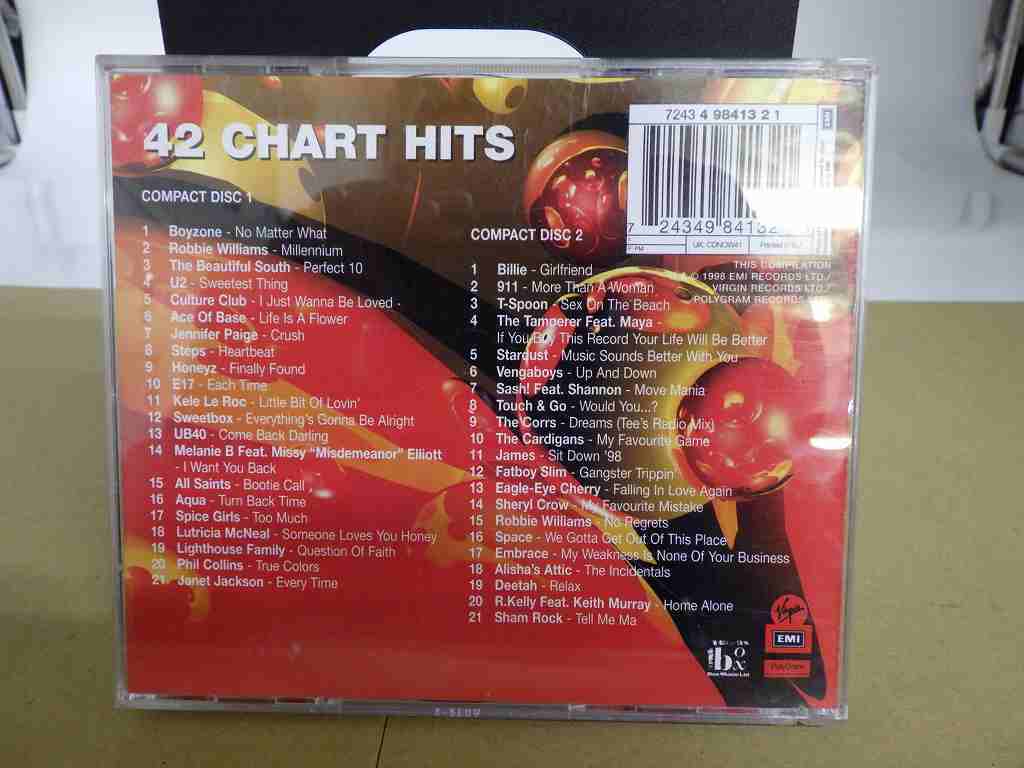 42 CHART HITS
7243 4 98413 2 1
EMI
7 24349 84132
UK: CDNOW41
Printed in
COMPACT DISC 1
1 Boyzone - No Matter What
2 Robbie Williams - Millennium
3 The Beautiful South - Perfect 10
4 U2 - Sweetest Thing
5 Culture Club - I Just Wanna Be Loved -
6 Ace Of Base - Life Is A Flower
7 Jennifer Paige - Crush
8 Steps - Heartbeat
9 Honeyz - Finally Found
10 E17 - Each Time
11 Kele Le Roc - Little Bit Of Lovin'
12 Sweetbox - Everything's Gonna Be Alright
13 UB40 - Come Back Darling
14 Melanie B Feat. Missy "Misdemeanor" Elliott
- I Want You Back
15 All Saints - Bootie Call
16 Aqua - Turn Back Time
17 Spice Girls - Too Much
18 Lutricia McNeal - Someone Loves You Honey
19 Lighthouse Family - Question Of Faith
20 Phil Collins - True Colors
21 Janet Jackson - Every Time
COMPACT DISC 2
1 Billie - Girlfriend
2 911 - More Than A Woman
3 T-Spoon - Sex On The Beach
4 The Tamperer Feat. Maya -
If You Buy This Record Your Life Will Be Better
5 Stardust - Music Sounds Better With You
6 Vengaboys - Up And Down
7 Sash! Feat. Shannon - Move Mania
8 Touch & Go - Would You...?
9 The Corrs - Dreams (Tee's Radio Mix)
10 The Cardigans - My Favourite Game
11 James - Sit Down '98
12 Fatboy Slim - Gangster Trippin'
13 Eagle-Eye Cherry - Falling In Love Again
14 Sheryl Crow - My Favourite Mistake
15 Robbie Williams - No Regrets
16 Space - We Gotta Get Out Of This Place
17 Embrace - My Weakness Is None Of Your Business
18 Alisha's Attic - The Incidentals
19 Deetah - Relax
20 R.Kelly Feat. Keith Murray - Home Alone
21 Sham Rock - Tell Me Ma
THIS COMPILATION
℗ © 1998 EMI RECORDS LTD./
VIRGIN RECORDS LTD./
POLYGRAM RECORDS
Virgin
EMI
PolyGram
box